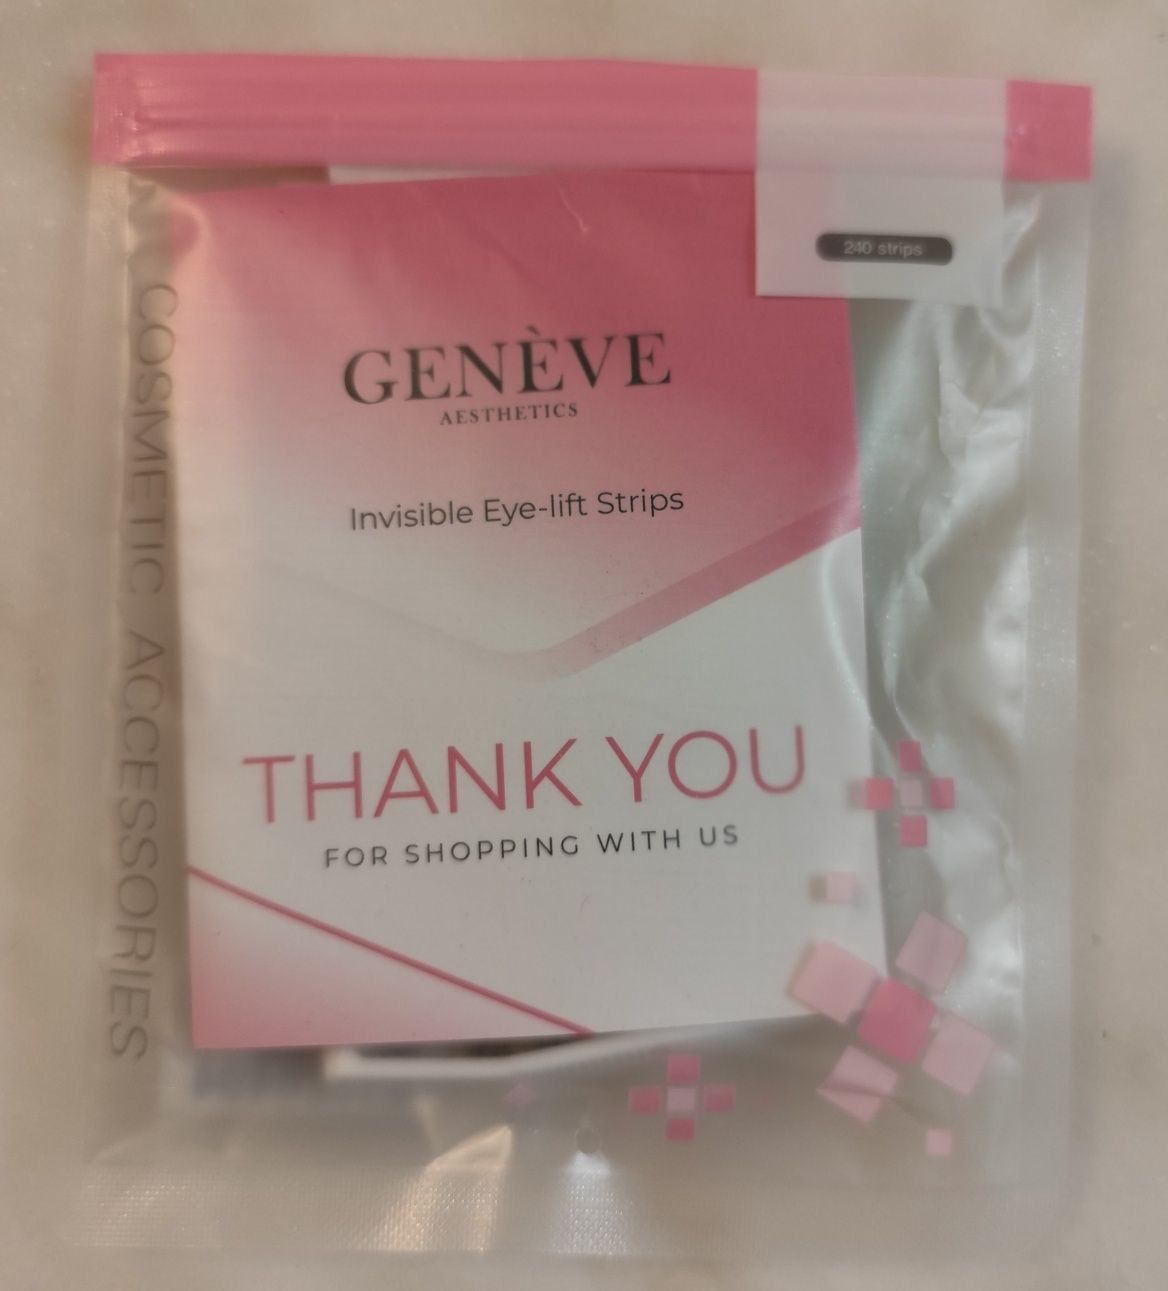 240 strips
GENÈVE
AESTHETICS
Invisible Eye-lift Strips
THANK YOU
FOR SHOPPING WITH US
COSMETIC ACCESSORIES